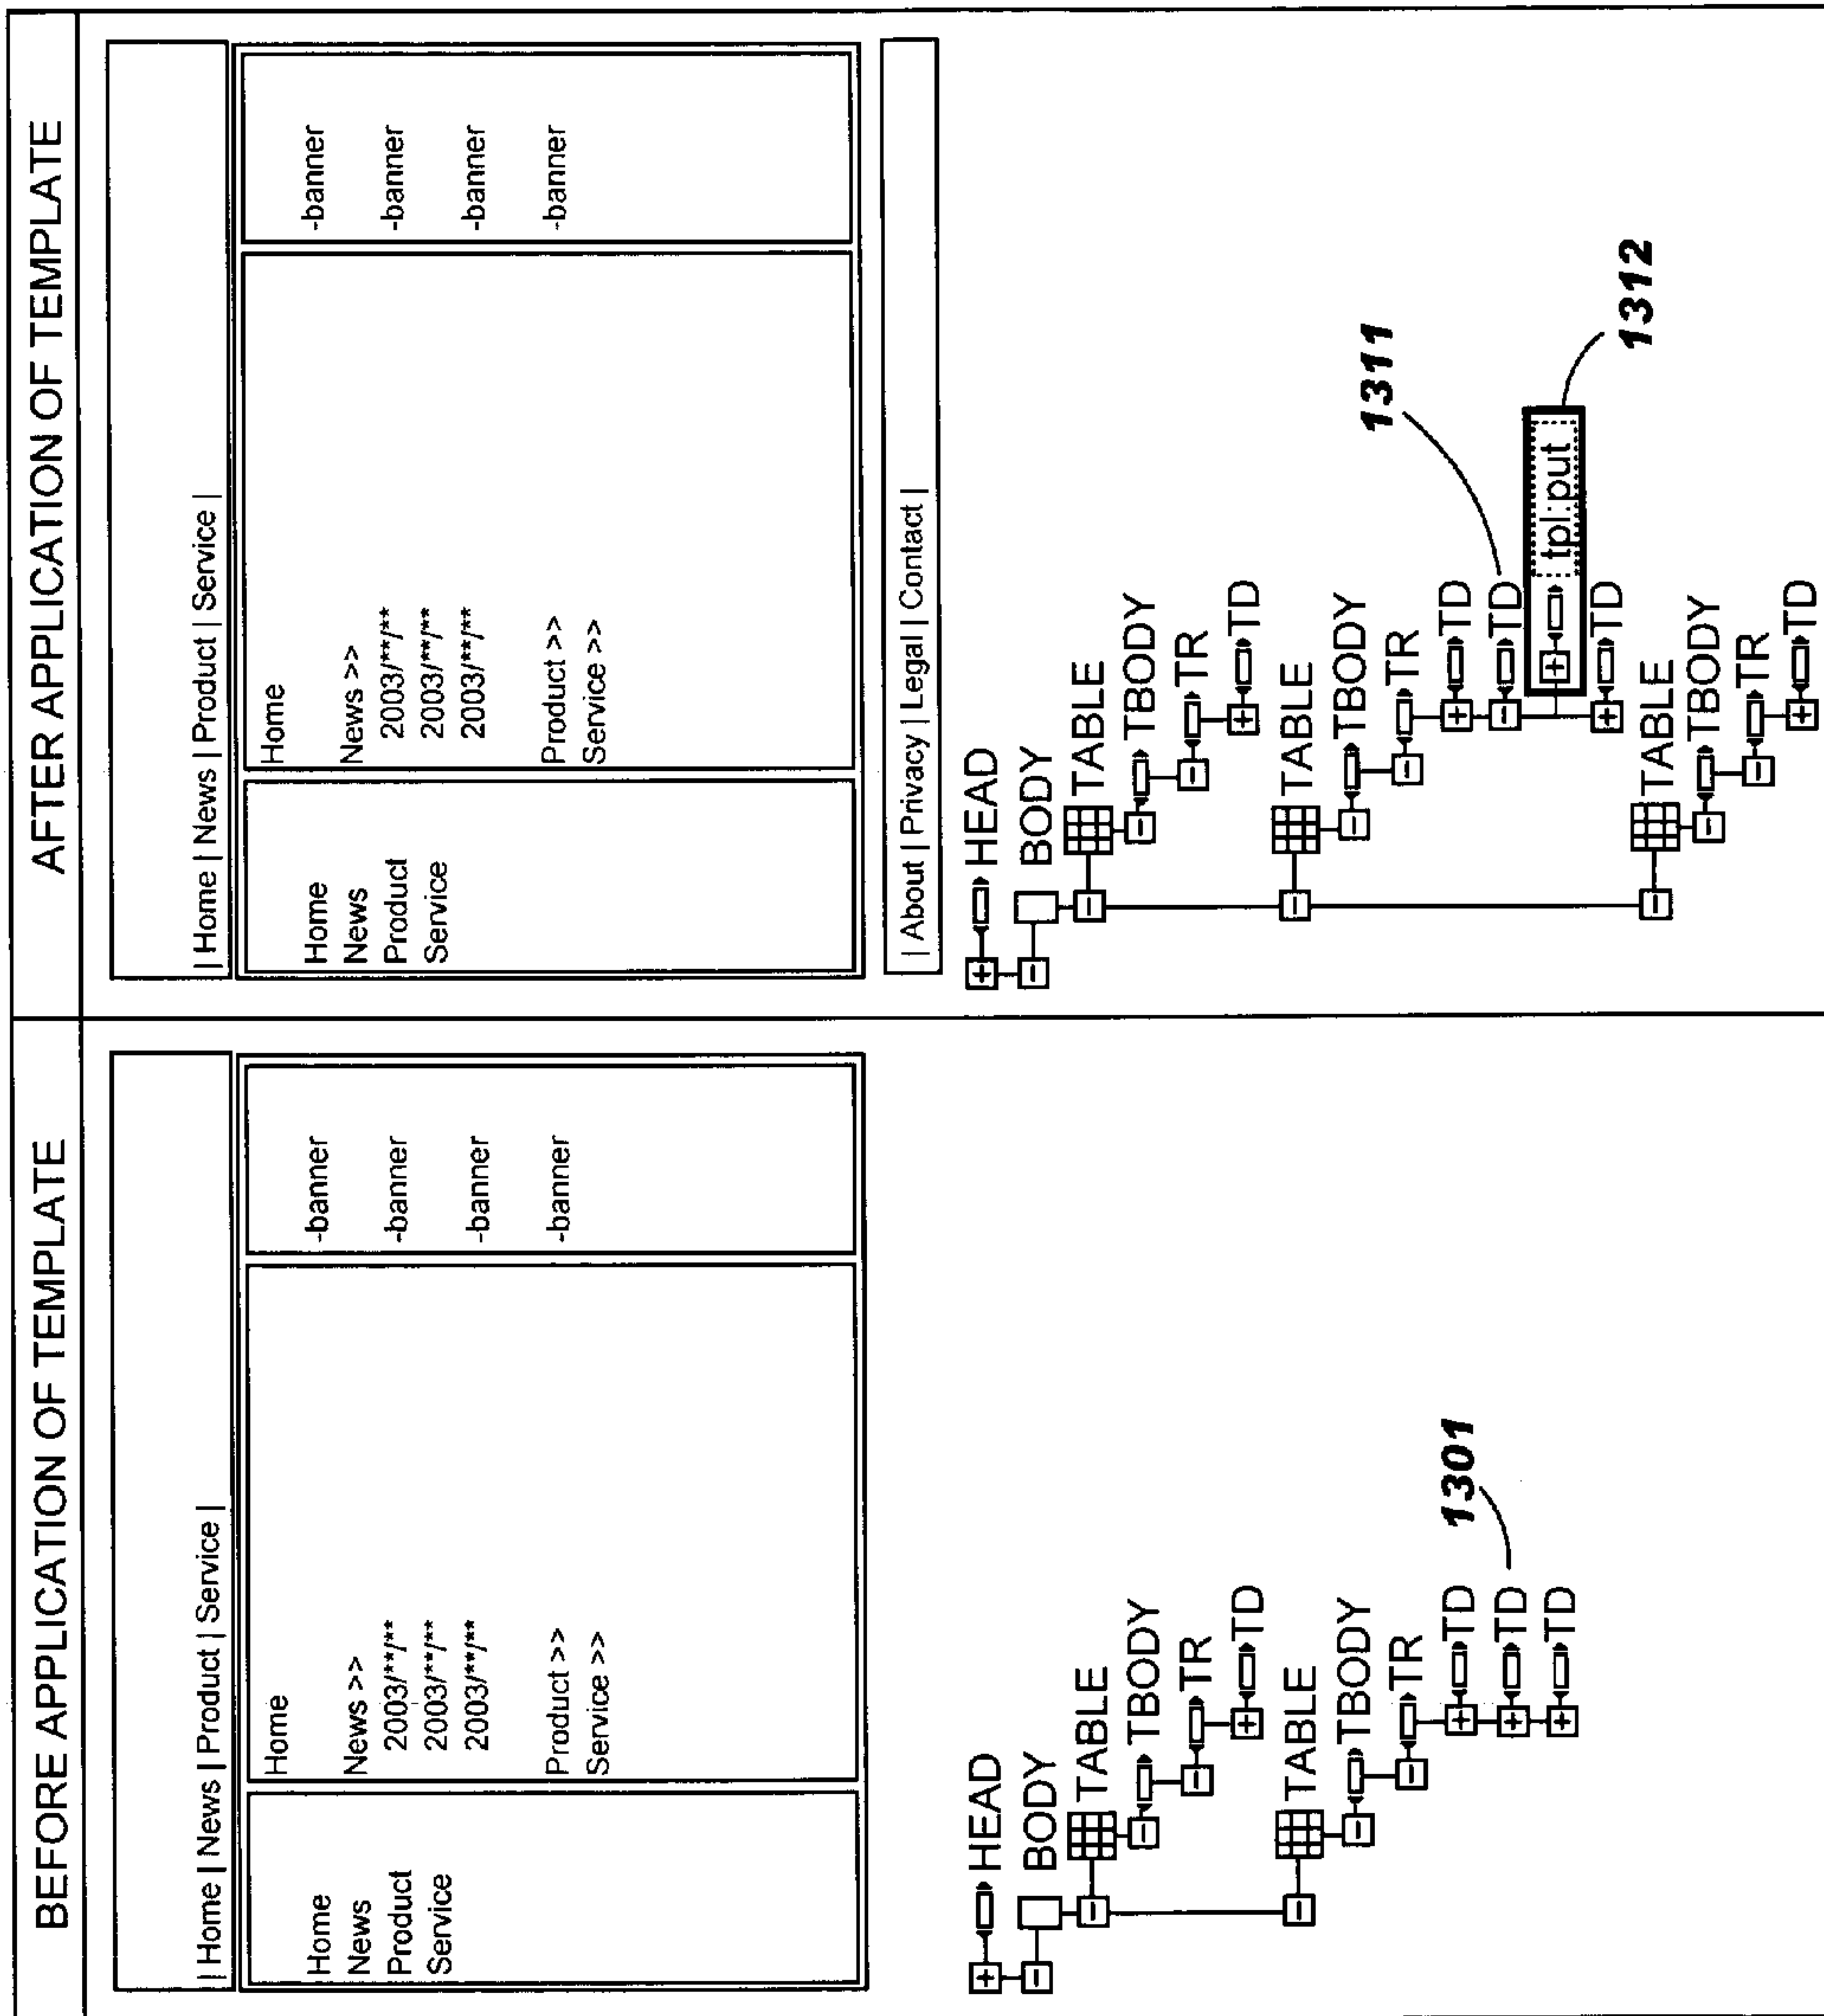 BEFORE APPLICATION OF TEMPLATE
| Home | News | Product | Service |
Home
News
Product
Service
Home
News >>
2003/**/**
2003/**/**
2003/**/**
Product >>
Service >>
-banner
-banner
-banner
-banner
HEAD
BODY
TABLE
TBODY
TR
TD
TABLE
TBODY
TR
TD
TD
TD
1301
AFTER APPLICATION OF TEMPLATE
| Home | News | Product | Service |
Home
News
Product
Service
Home
News >>
2003/**/**
2003/**/**
2003/**/**
Product >>
Service >>
-banner
-banner
-banner
-banner
| About | Privacy | Legal | Contact |
HEAD
BODY
TABLE
TBODY
TR
TD
TABLE
TBODY
TR
TD
TD
tpl:put
TD
TABLE
TBODY
TR
TD
1311
1312